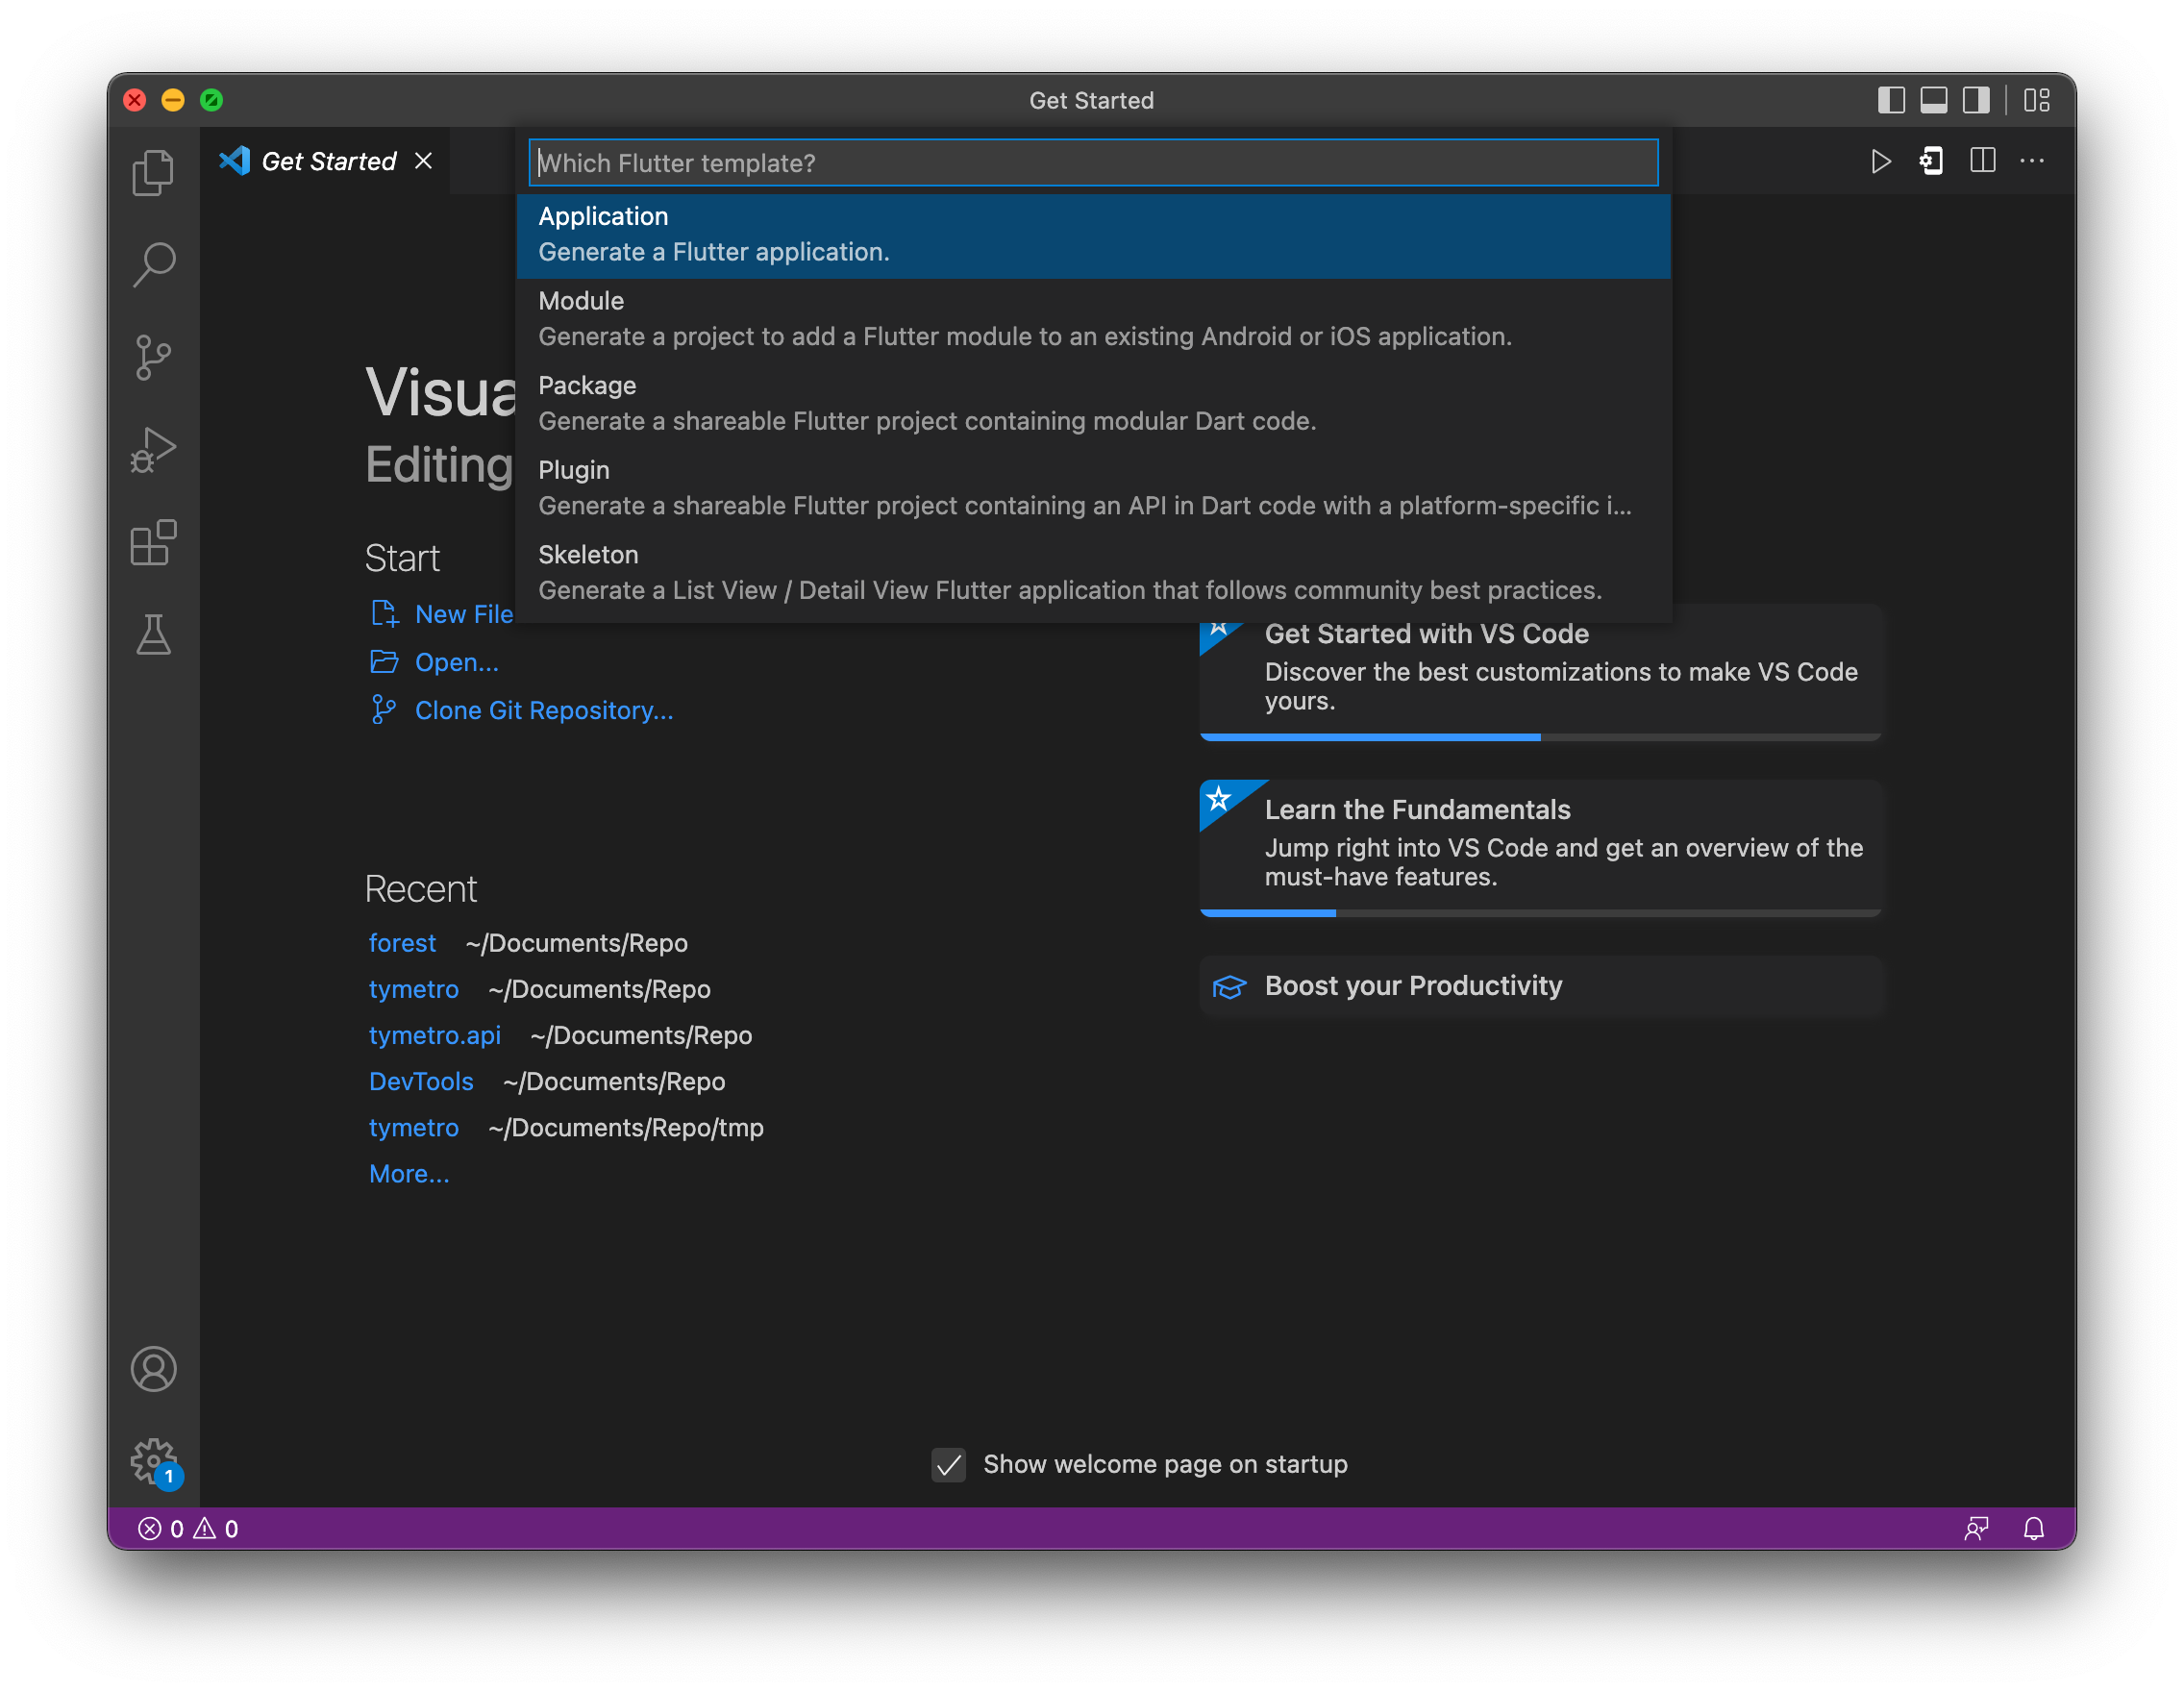 Get Started
Get Started
Which Flutter template?
Application
Generate a Flutter application.
Module
Generate a project to add a Flutter module to an existing Android or iOS application.
Package
Generate a shareable Flutter project containing modular Dart code.
Plugin
Generate a shareable Flutter project containing an API in Dart code with a platform-specific i...
Skeleton
Generate a List View / Detail View Flutter application that follows community best practices.
Editing
Start
New File
Open...
Clone Git Repository...
Recent
forest ~/Documents/Repo
tymetro ~/Documents/Repo
tymetro.api ~/Documents/Repo
DevTools ~/Documents/Repo
tymetro ~/Documents/Repo/tmp
More...
Get Started with VS Code
Discover the best customizations to make VS Code
yours.
Learn the Fundamentals
Jump right into VS Code and get an overview of the
must-have features.
Boost your Productivity
Show welcome page on startup
1
0 0